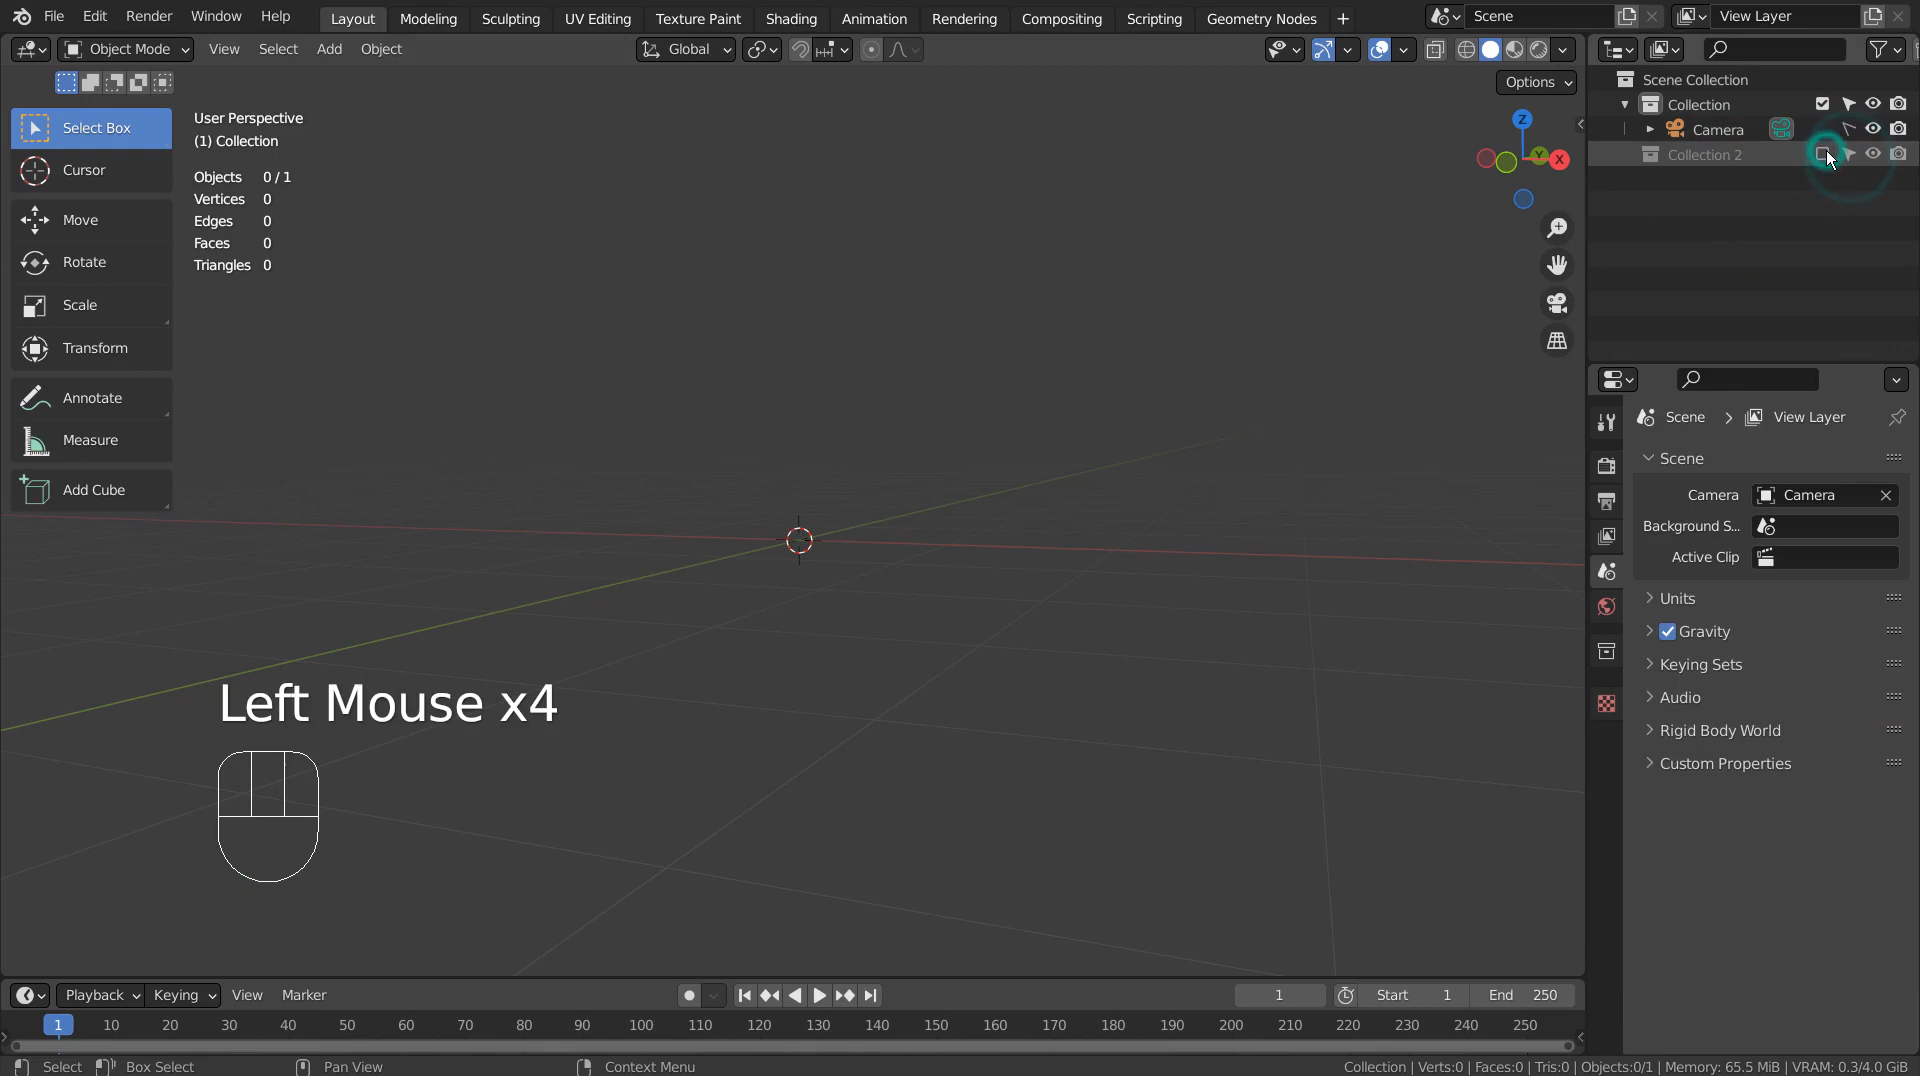 File Edit Render Window Help Layout Modeling Sculpting UV Editing Texture Paint Shading Animation Rendering Compositing Scripting Geometry Nodes + Scene View Layer
Object Mode View Select Add Object Global
Options
Select Box
Cursor
Move
Rotate
Scale
Transform
Annotate
Measure
Add Cube
User Perspective
(1) Collection
Objects 0 / 1
Vertices 0
Edges 0
Faces 0
Triangles 0
Z
Y
X
Left Mouse x4
Scene Collection
Collection
Camera
Collection 2
Scene > View Layer
Scene
Camera Camera
Background S...
Active Clip
Units
Gravity
Keying Sets
Audio
Rigid Body World
Custom Properties
Playback Keying View Marker 1 Start 1 End 250
1 10 20 30 40 50 60 70 80 90 100 110 120 130 140 150 160 170 180 190 200 210 220 230 240 250
Select Box Select Pan View Context Menu Collection | Verts:0 | Faces:0 | Tris:0 | Objects:0/1 | Memory: 65.5 MiB | VRAM: 0.3/4.0 GiB